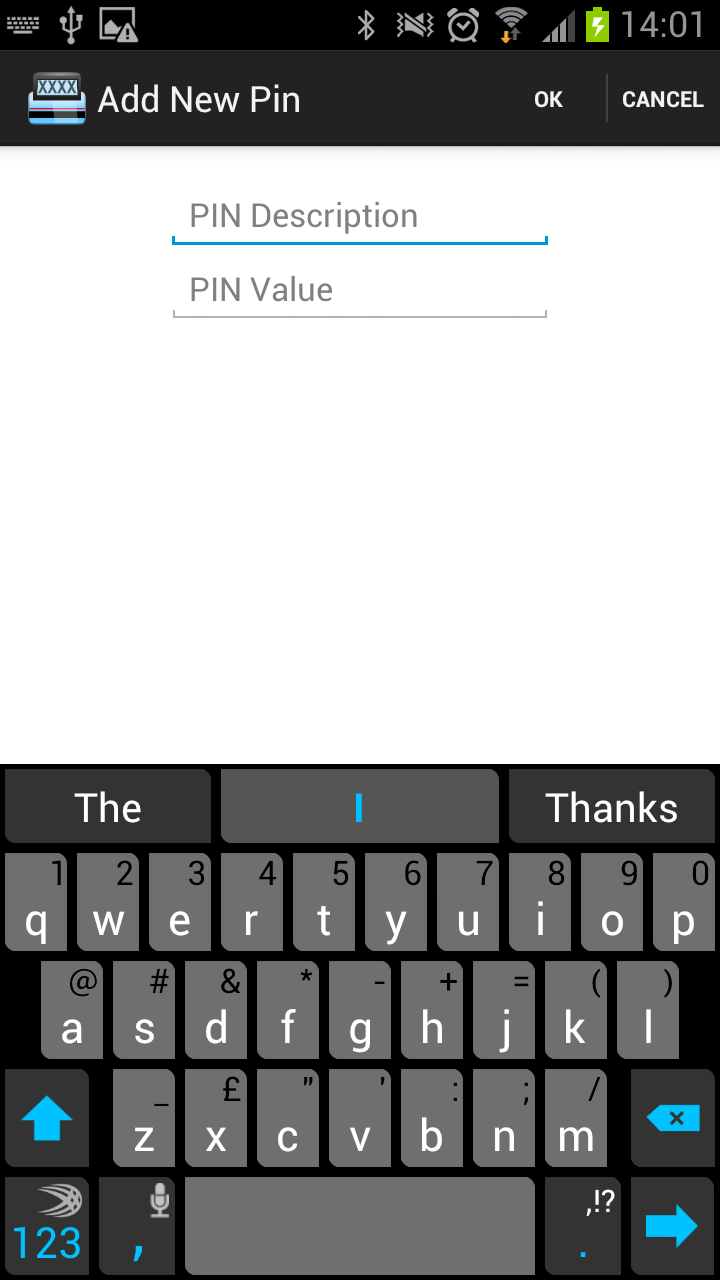 14:01
XXXX Add New Pin OK CANCEL
PIN Description
PIN Value
The I Thanks
1 2 3 4 5 6 7 8 9 0
q w e r t y u i o p
@ # & * - + = ( )
a s d f g h j k l
_ £ " ' : ; /
z x c v b n m
,!?
123 , .